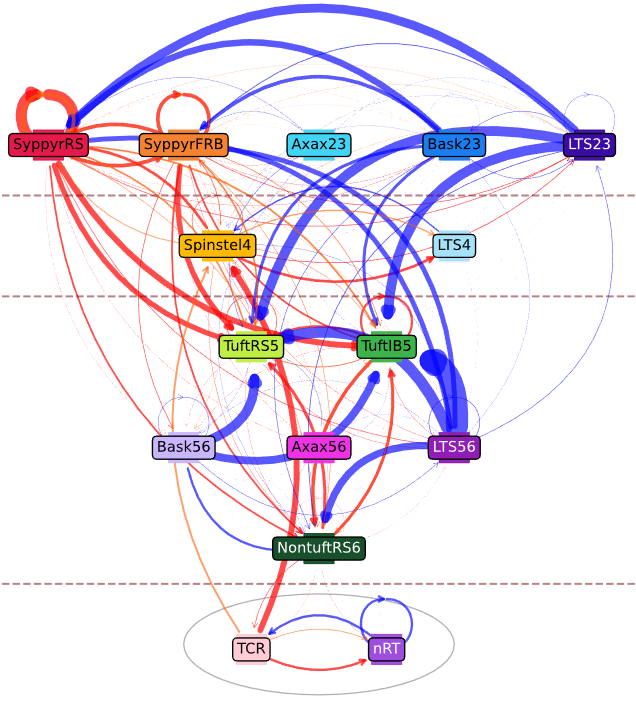 SyppyrRS
SyppyrFRB
Axax23
Bask23
LTS23
Spinstel4
LTS4
TuftRS5
TuftIB5
Bask56
Axax56
LTS56
NontuftRS6
TCR
nRT